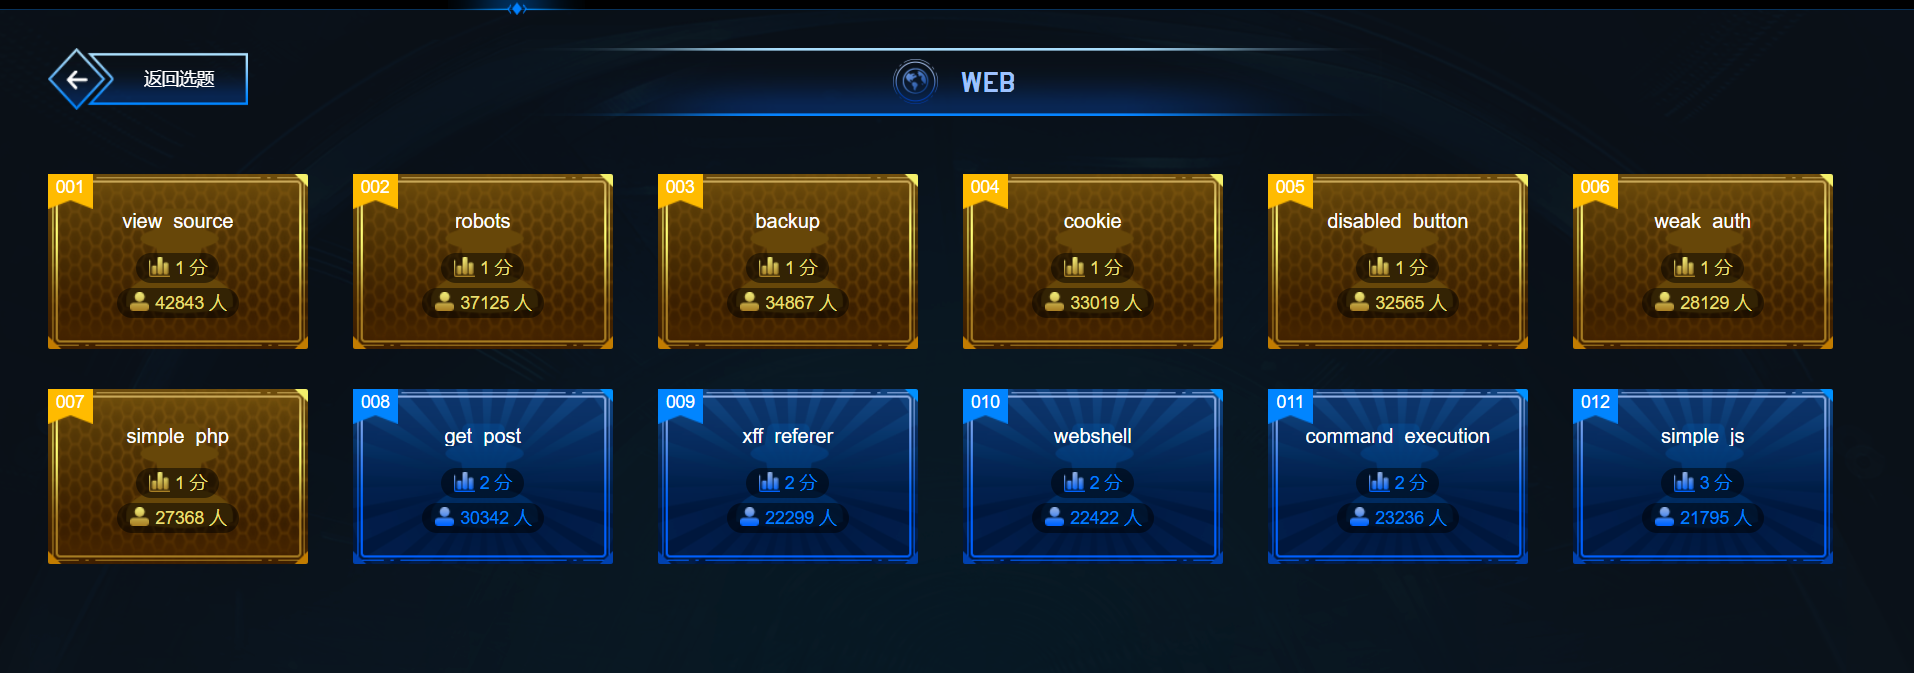 返回选题
WEB
001
view source
1 分
42843 人
002
robots
1 分
37125 人
003
backup
1 分
34867 人
004
cookie
1 分
33019 人
005
disabled button
1 分
32565 人
006
weak auth
1 分
28129 人
007
simple php
1 分
27368 人
008
get post
2 分
30342 人
009
xff referer
2 分
22299 人
010
webshell
2 分
22422 人
011
command execution
2 分
23236 人
012
simple js
3 分
21795 人